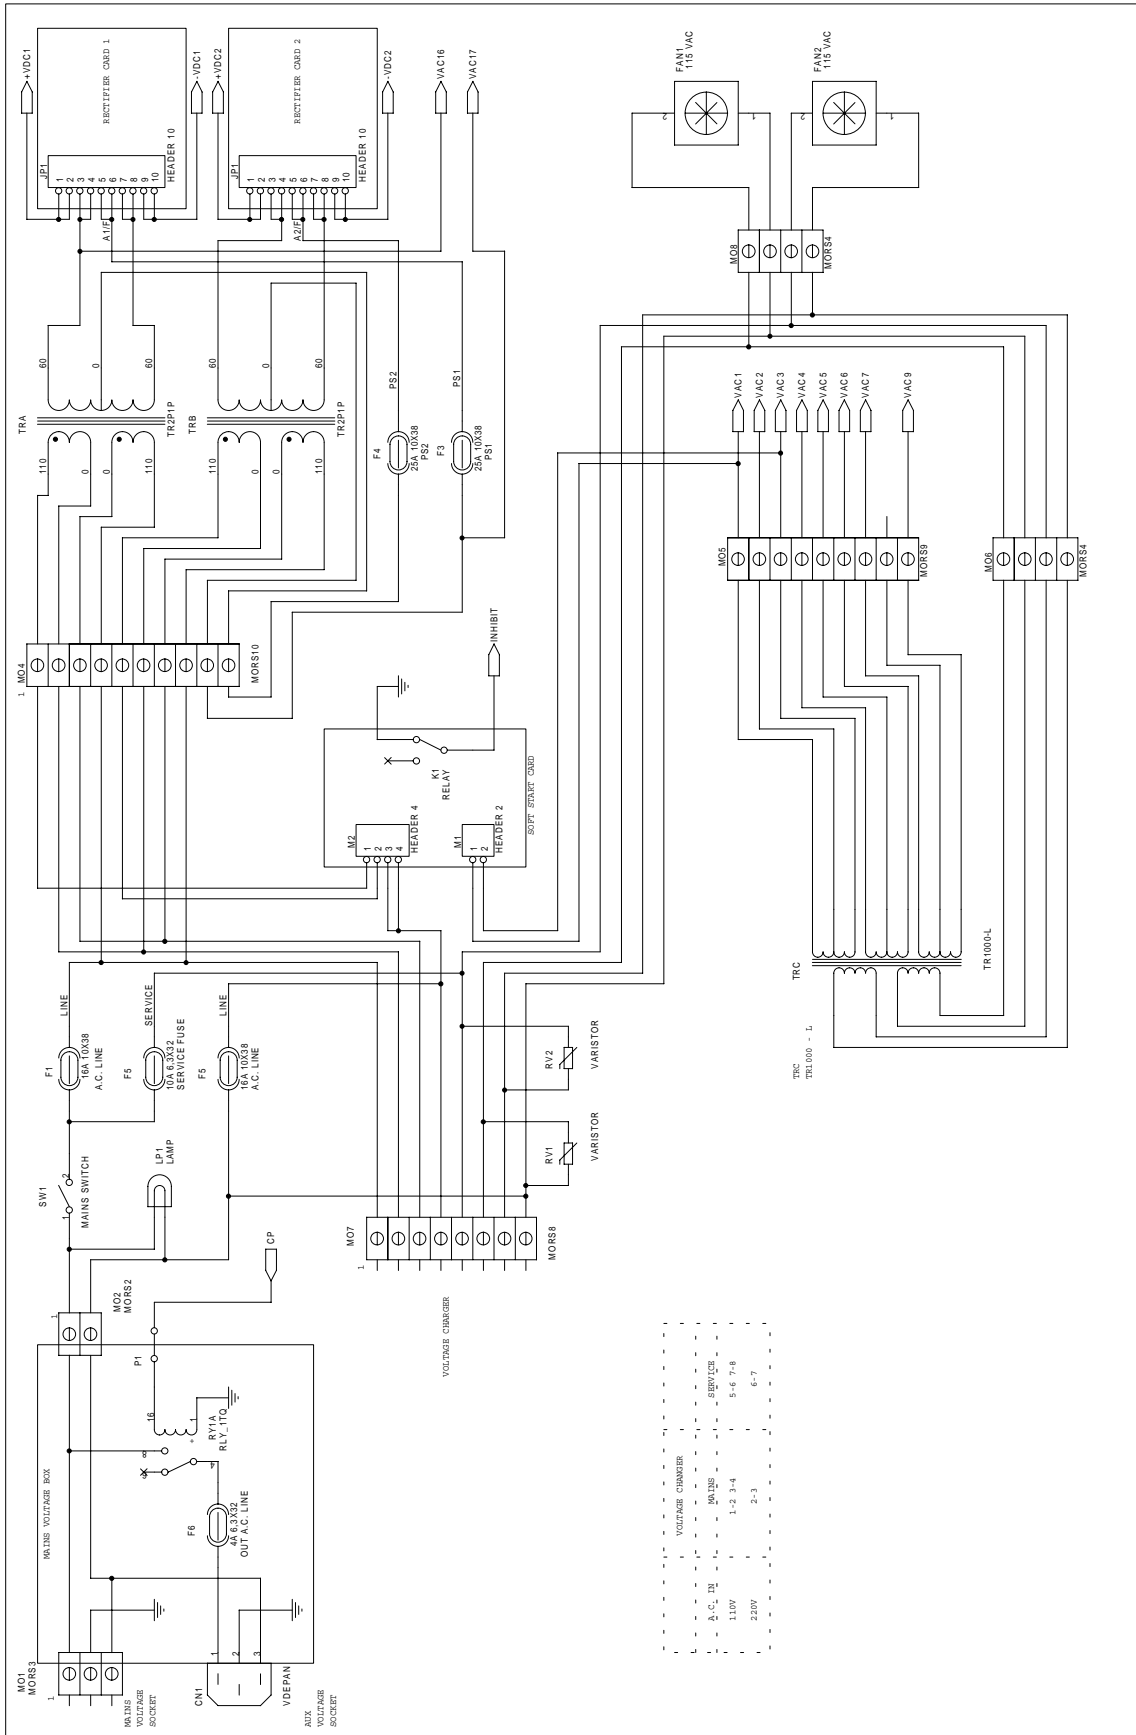 MAINS VOLTAGE BOX
MO1
MORS3
1
MAINS
VOLTAGE
SOCKET
CN1
VDEPAN
1
2
3
AUX
VOLTAGE
SOCKET
F6
4A 6,3X32
OUT A.C. LINE
RY1A
RLY_1TQ
16
1
+
8
4
P1
MO2
MORS2
1
CP
SW1
1
2
MAINS SWITCH
LP1
LAMP
F1
16A 10X38
A.C. LINE
LINE
F5
10A 6,3X32
SERVICE FUSE
SERVICE
F5
16A 10X38
A.C. LINE
LINE
MO7
1
MORS8
VOLTAGE CHARGER
RV1
VARISTOR
RV2
VARISTOR
MO4
1
MORS10
M2
1
2
3
4
HEADER 4
M1
1
2
HEADER 2
K1
RELAY
SOFT START CARD
INHIBIT
TRA
110
0
0
110
60
0
60
TR2P1P
TRB
110
0
0
110
60
0
60
TR2P1P
F4
25A 10X38
PS2
PS2
F3
25A 10X38
PS1
PS1
+VDC1
RECTIFIER CARD 1
JP1
1
2
3
4
5
6
7
8
9
10
HEADER 10
A1/F
-VDC1
+VDC2
RECTIFIER CARD 2
JP1
1
2
3
4
5
6
7
8
9
10
HEADER 10
A2/F
-VDC2
VAC16
VAC17
FAN1
115 VAC
2
1
FAN2
115 VAC
2
1
MO8
MORS4
MO5
MORS9
VAC1
VAC2
VAC3
VAC4
VAC5
VAC6
VAC7
VAC9
MO6
MORS4
TRC
TR1000-L
TRC
TR1000 - L
VOLTAGE CHANGER
A.C. IN MAINS SERVICE
110V 1-2 3-4 5-6 7-8
220V 2-3 6-7